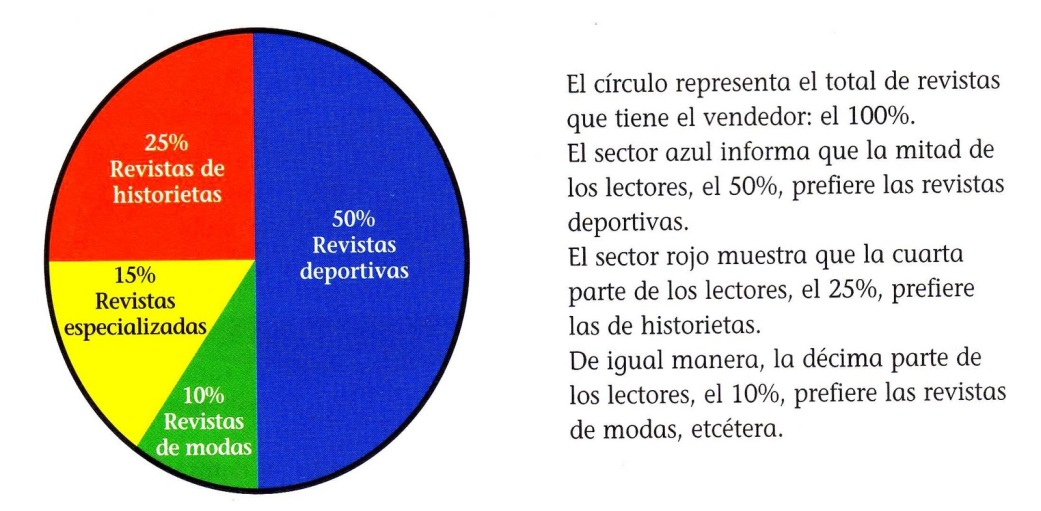 25%
Revistas de
historietas
50%
Revistas
deportivas
15%
Revistas
especializadas
10%
Revistas
de modas
El círculo representa el total de revistas
que tiene el vendedor: el 100%.
El sector azul informa que la mitad de
los lectores, el 50%, prefiere las revistas
deportivas.
El sector rojo muestra que la cuarta
parte de los lectores, el 25%, prefiere
las de historietas.
De igual manera, la décima parte de
los lectores, el 10%, prefiere las revistas
de modas, etcétera.